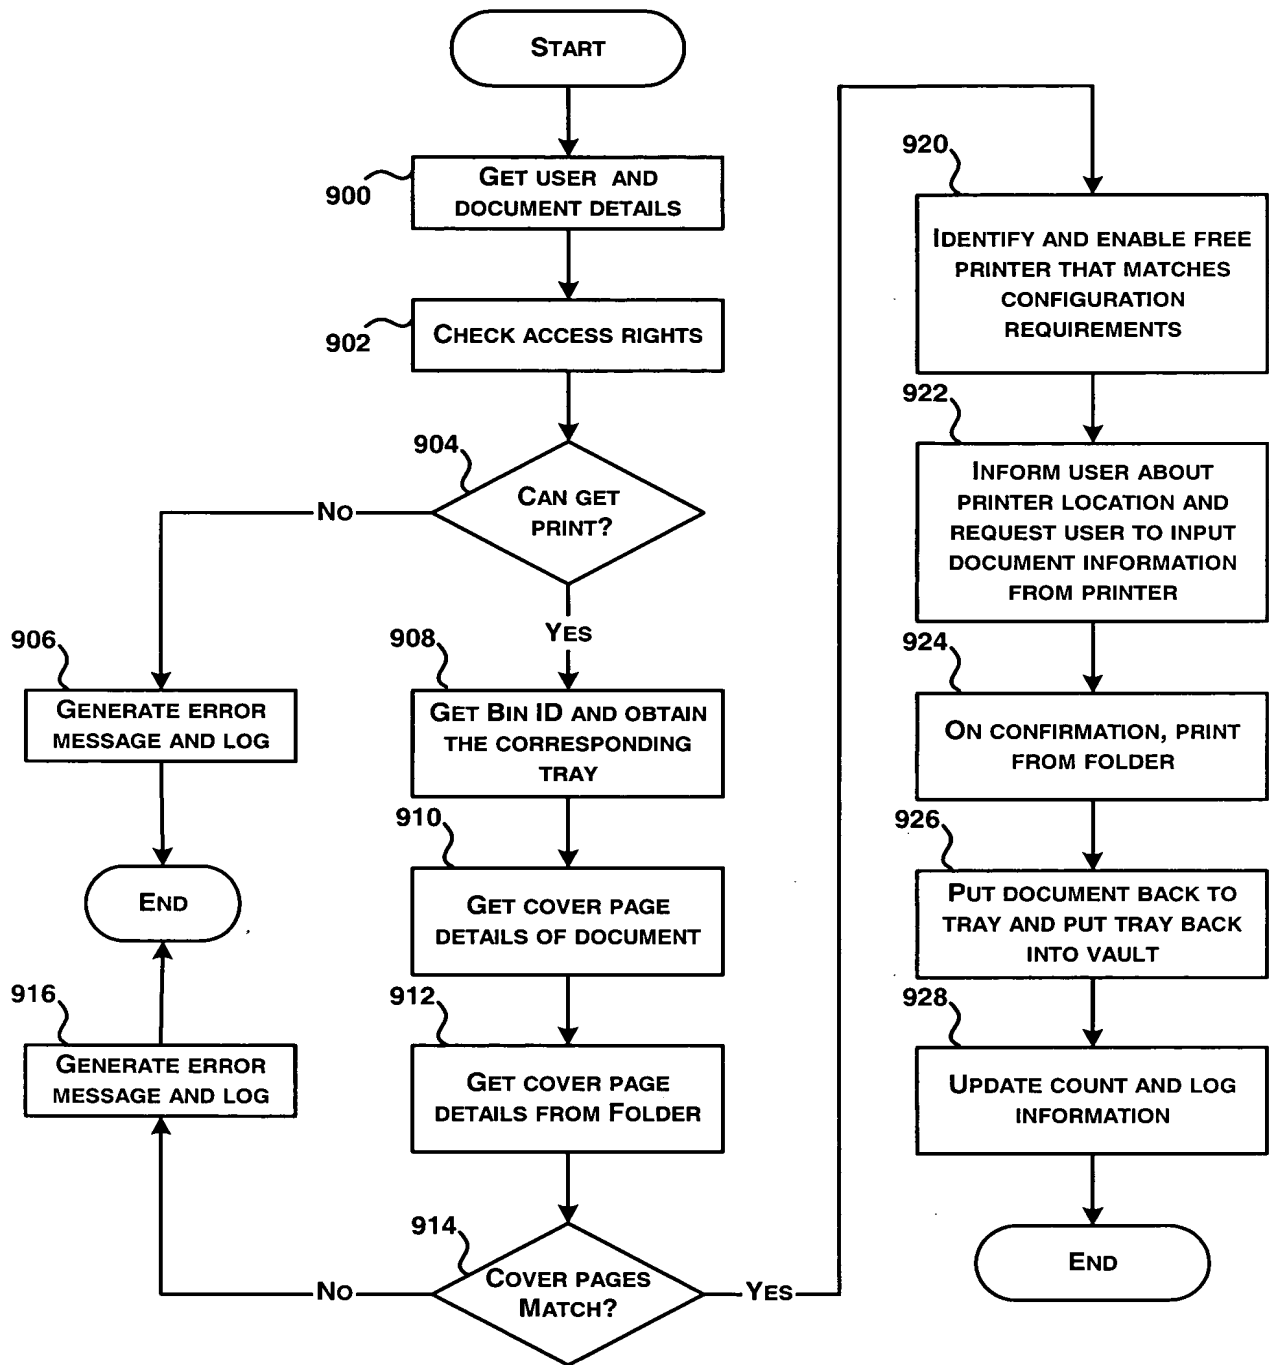 START
900
GET USER AND
DOCUMENT DETAILS
902
CHECK ACCESS RIGHTS
904
CAN GET
PRINT?
NO
YES
906
GENERATE ERROR
MESSAGE AND LOG
END
908
GET BIN ID AND OBTAIN
THE CORRESPONDING
TRAY
910
GET COVER PAGE
DETAILS OF DOCUMENT
912
GET COVER PAGE
DETAILS FROM FOLDER
914
COVER PAGES
MATCH?
NO
YES
916
GENERATE ERROR
MESSAGE AND LOG
920
IDENTIFY AND ENABLE FREE
PRINTER THAT MATCHES
CONFIGURATION
REQUIREMENTS
922
INFORM USER ABOUT
PRINTER LOCATION AND
REQUEST USER TO INPUT
DOCUMENT INFORMATION
FROM PRINTER
924
ON CONFIRMATION, PRINT
FROM FOLDER
926
PUT DOCUMENT BACK TO
TRAY AND PUT TRAY BACK
INTO VAULT
928
UPDATE COUNT AND LOG
INFORMATION
END